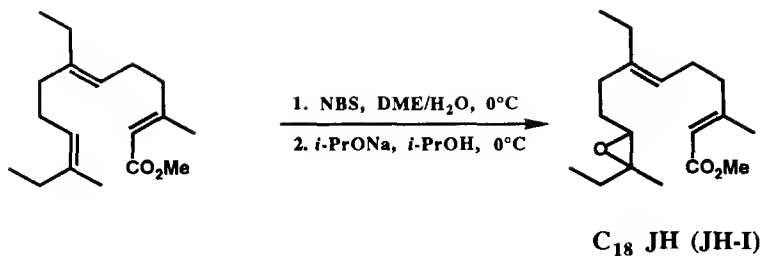 1. NBS, DME/H₂O, 0°C
2. i-PrONa, i-PrOH, 0°C
CO₂Me
O
CO₂Me
C₁₈ JH (JH-I)